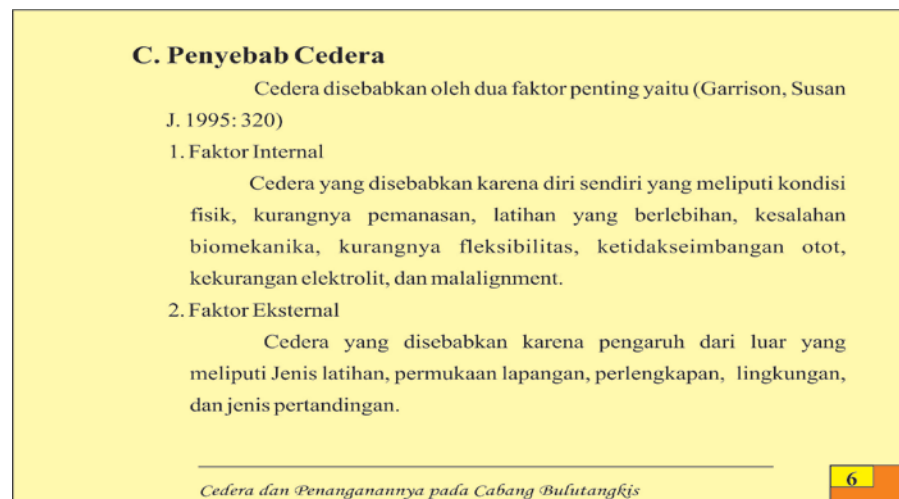 C. Penyebab Cedera
Cedera disebabkan oleh dua faktor penting yaitu (Garrison, Susan
J. 1995: 320)
1. Faktor Internal
Cedera yang disebabkan karena diri sendiri yang meliputi kondisi
fisik, kurangnya pemanasan, latihan yang berlebihan, kesalahan
biomekanika, kurangnya fleksibilitas, ketidakseimbangan otot,
kekurangan elektrolit, dan malalignment.
2. Faktor Eksternal
Cedera yang disebabkan karena pengaruh dari luar yang
meliputi Jenis latihan, permukaan lapangan, perlengkapan, lingkungan,
dan jenis pertandingan.
Cedera dan Penanganannya pada Cabang Bulutangkis
6